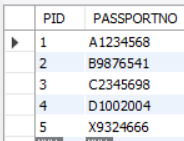 PID PASSPORTNO
1 A1234568
2 B9876541
3 C2345698
4 D1002004
5 X9324666